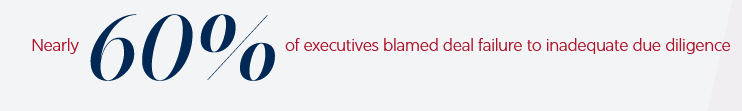 Nearly 60% of executives blamed deal failure to inadequate due diligence